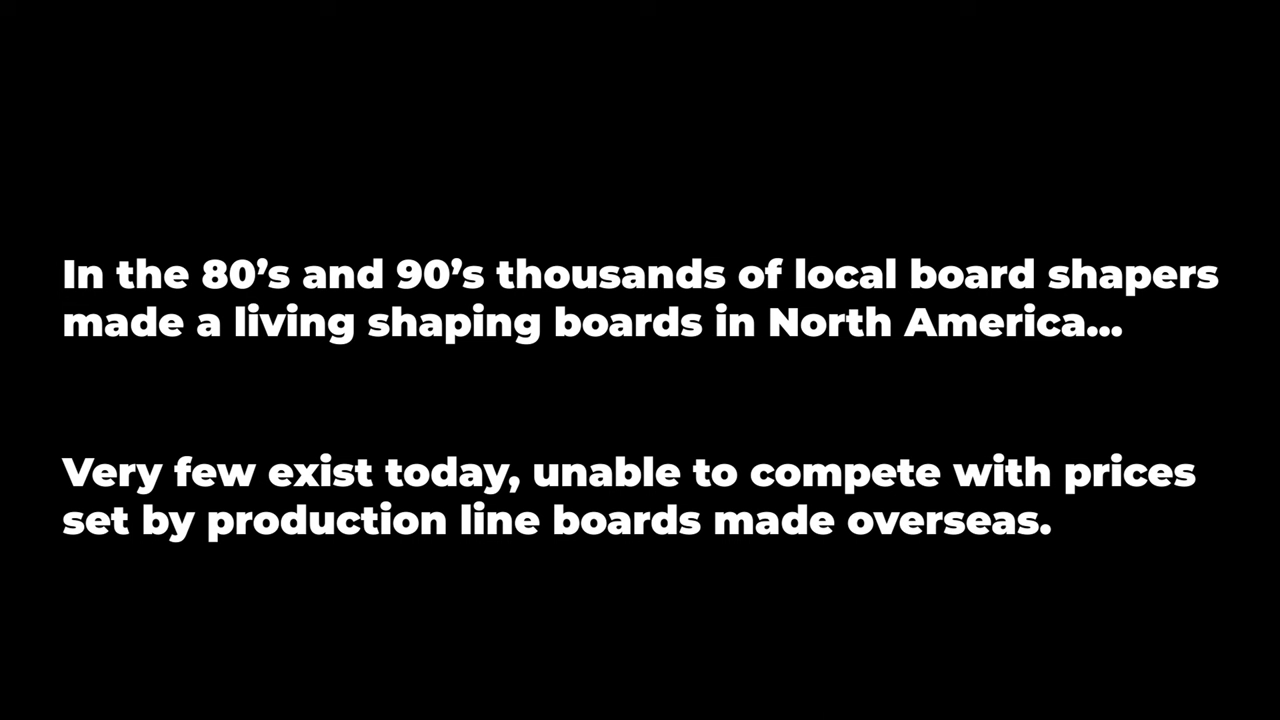 In the 80’s and 90’s thousands of local board shapers
made a living shaping boards in North America...
Very few exist today, unable to compete with prices
set by production line boards made overseas.